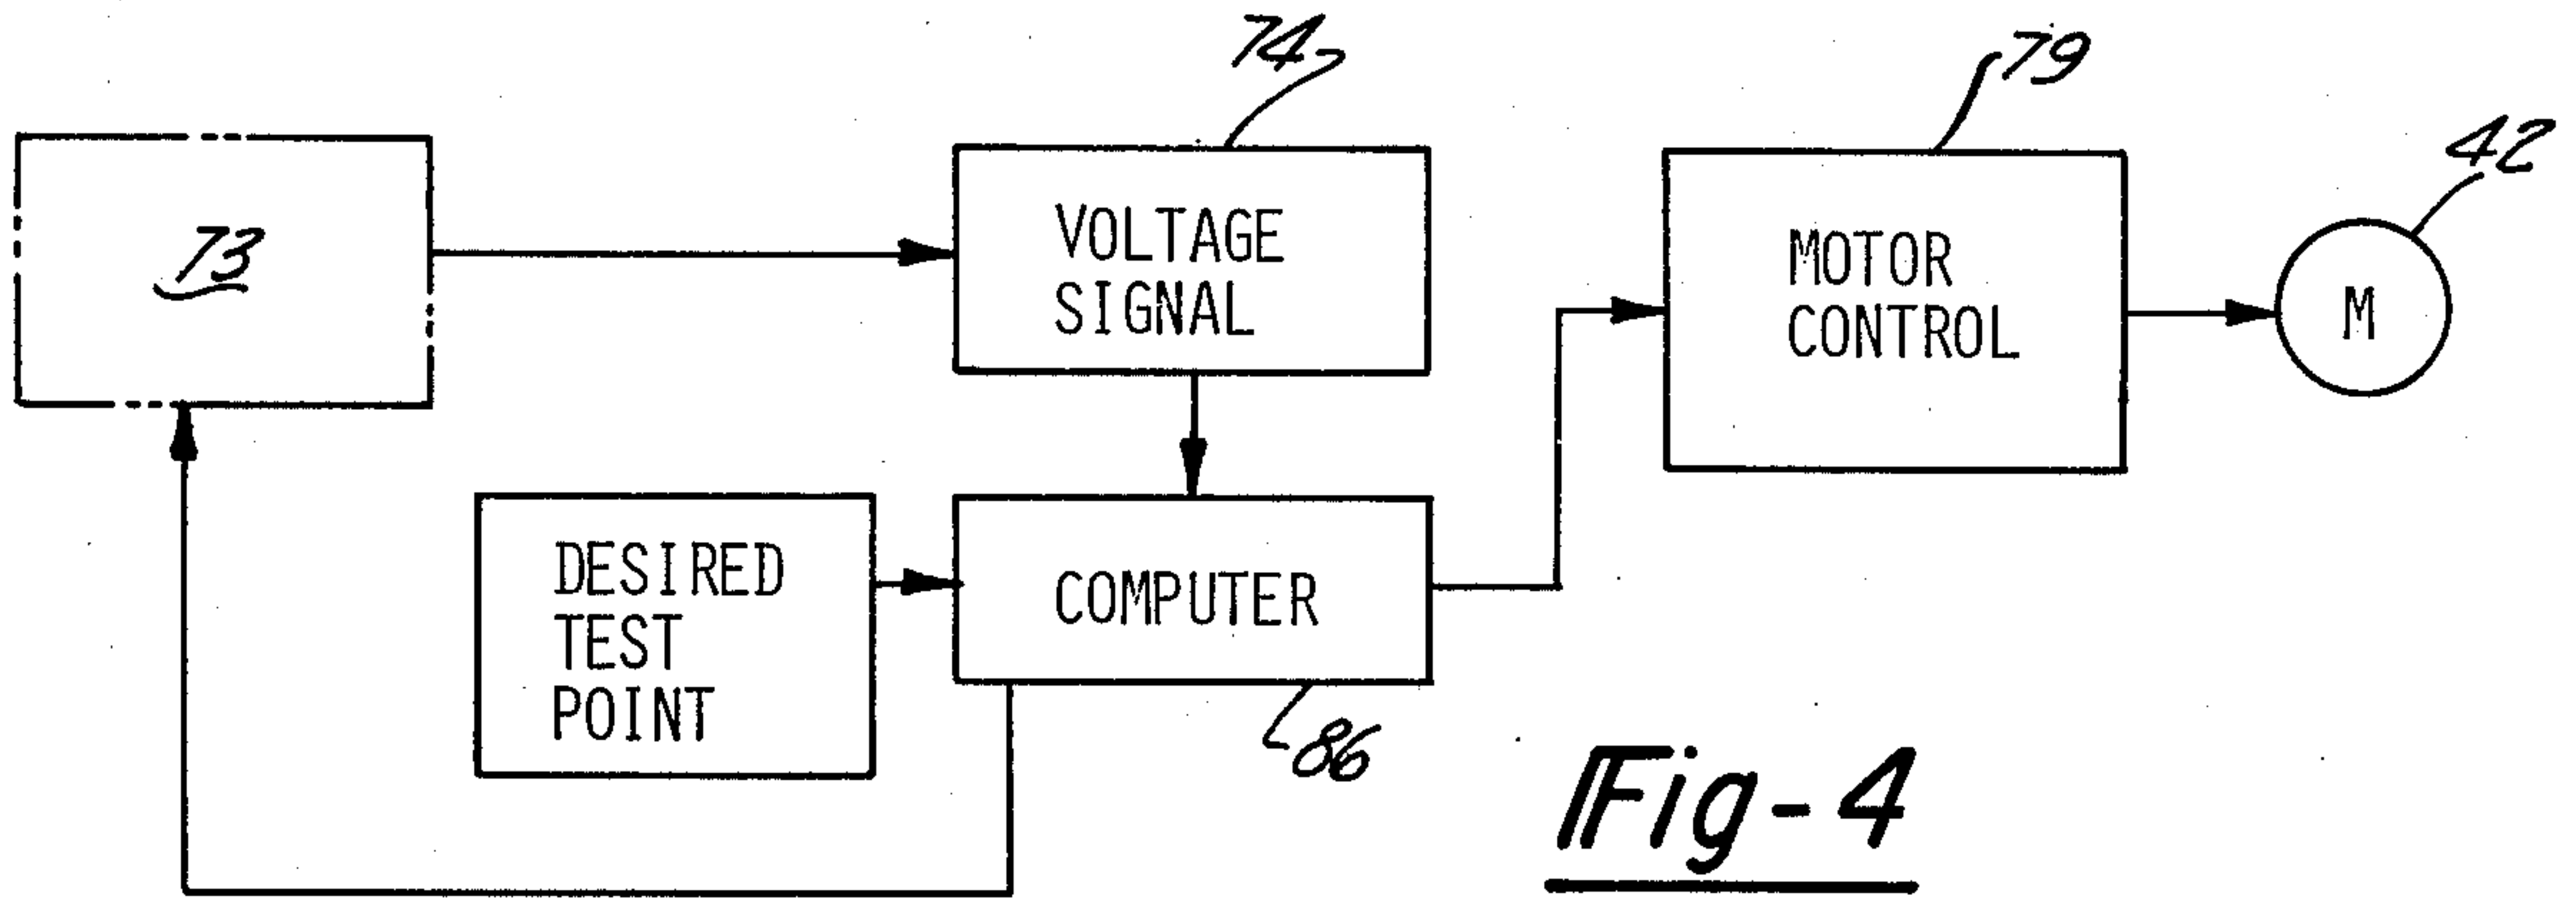 74
79
42
73
VOLTAGE
SIGNAL
MOTOR
CONTROL
M
DESIRED
TEST
POINT
COMPUTER
86
Fig-4